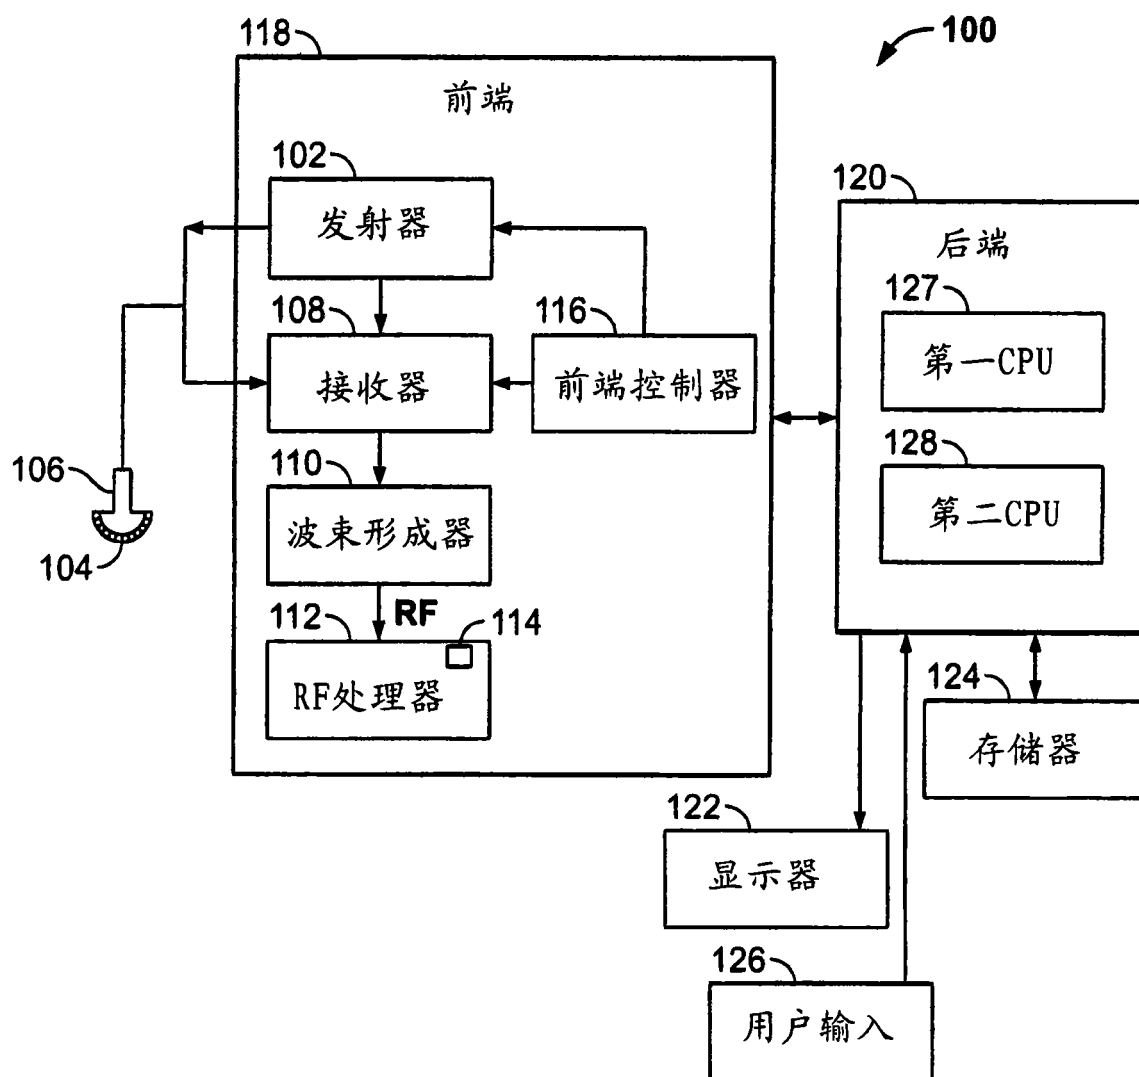 100
118
前端
102
发射器
120
后端
127
第一CPU
108
接收器
116
前端控制器
128
第二CPU
106
104
110
波束形成器
RF
112
114
RF处理器
124
存储器
122
显示器
126
用户输入